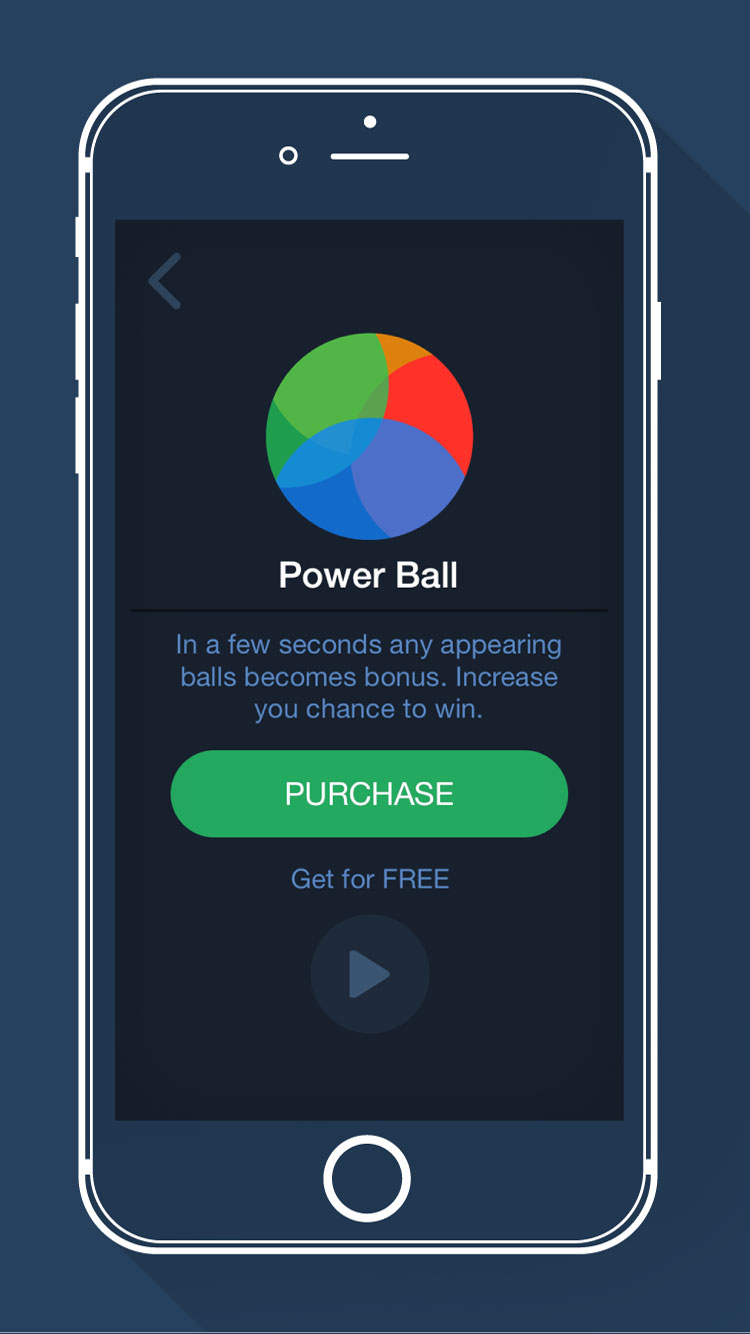 Power Ball
In a few seconds any appearing
balls becomes bonus. Increase
you chance to win.
PURCHASE
Get for FREE